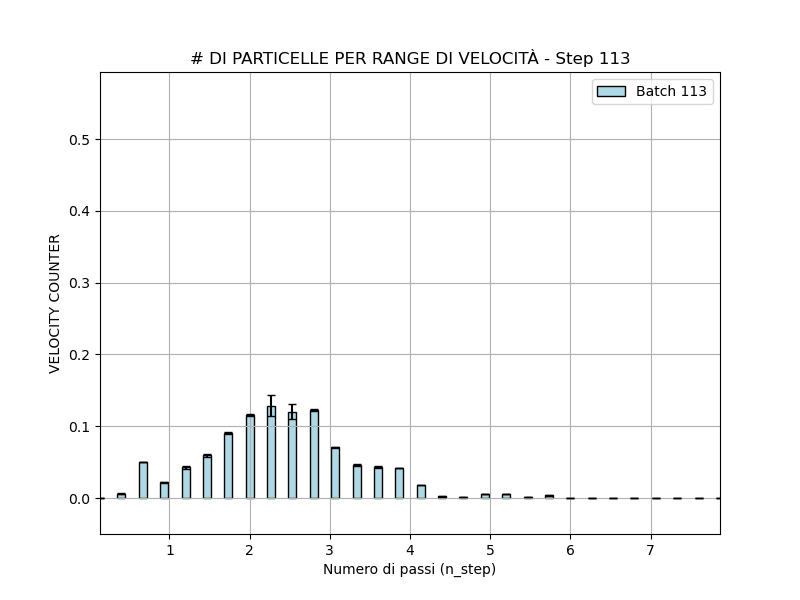 # DI PARTICELLE PER RANGE DI VELOCITÀ - Step 113
Batch 113
VELOCITY COUNTER
0.5
0.4
0.3
0.2
0.1
0.0
1 2 3 4 5 6 7
Numero di passi (n_step)